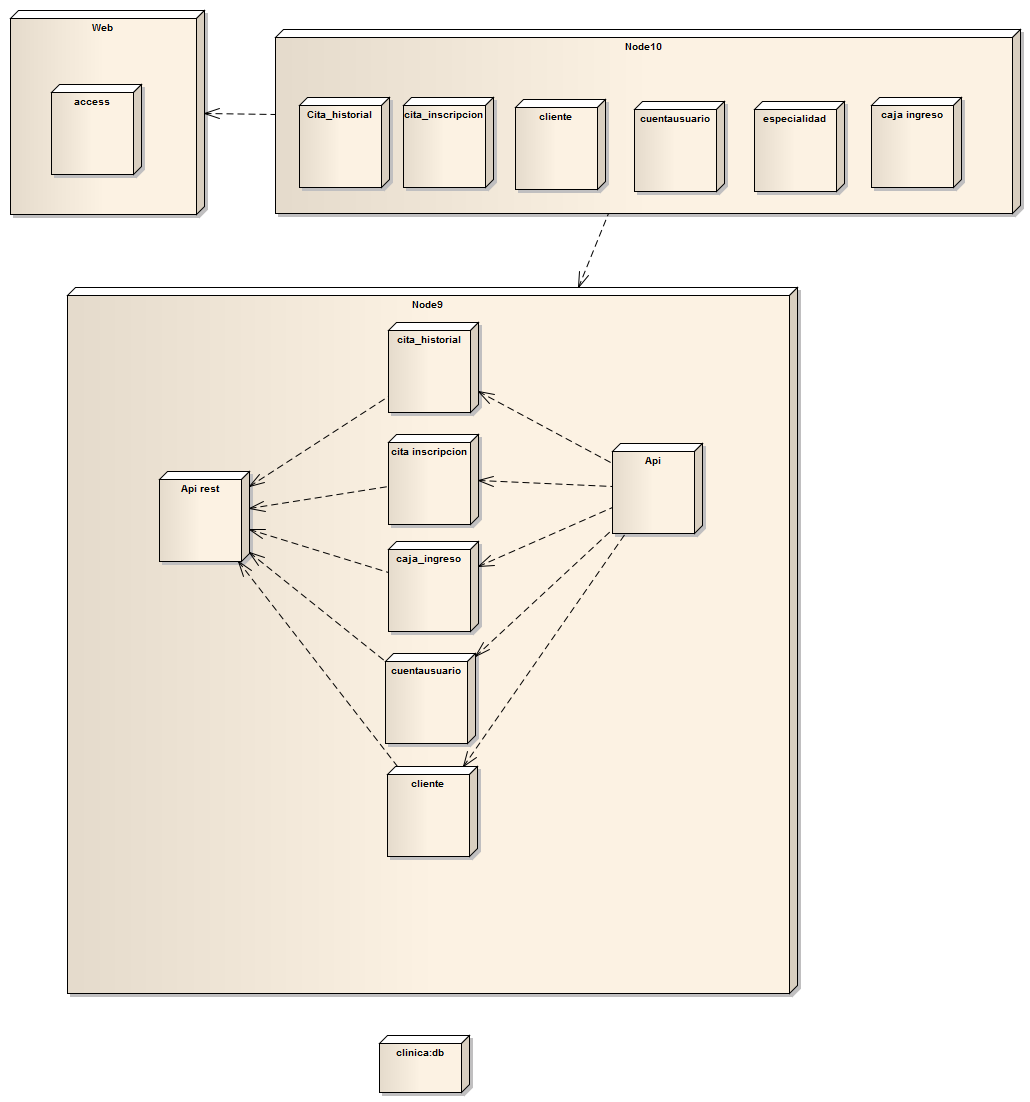 Web
access
Node10
Cita_historial
cita_inscripcion
cliente
cuentausuario
especialidad
caja ingreso
Node9
cita_historial
cita inscripcion
Api
Api rest
caja_ingreso
cuentausuario
cliente
clinica:db